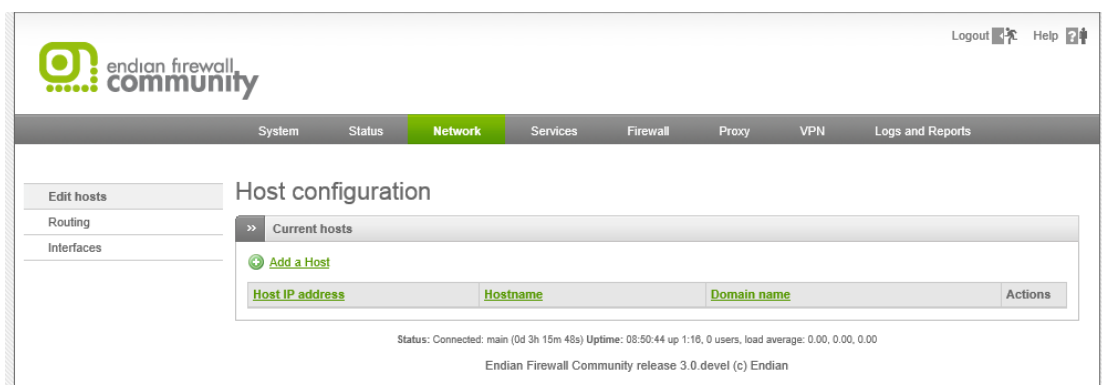 Logout Help
endian firewall
community
System Status Network Services Firewall Proxy VPN Logs and Reports
Edit hosts
Routing
Interfaces
Host configuration
>> Current hosts
Add a Host
Host IP address Hostname Domain name Actions
Status: Connected: main (0d 3h 15m 48s) Uptime: 08:50:44 up 1:16, 0 users, load average: 0.00, 0.00, 0.00
Endian Firewall Community release 3.0.devel (c) Endian